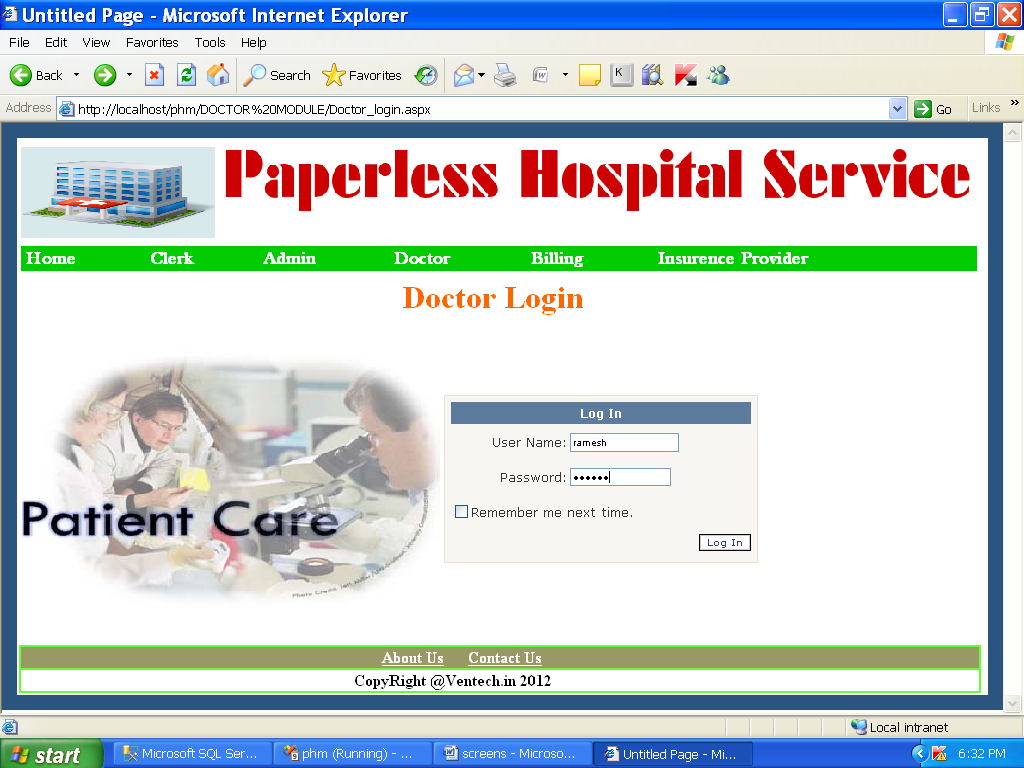 Untitled Page - Microsoft Internet Explorer
File Edit View Favorites Tools Help
Back Search Favorites
Address http://localhost/phm/DOCTOR%20MODULE/Doctor_login.aspx Go Links »
Paperless Hospital Service
Home Clerk Admin Doctor Billing Insurence Provider
Doctor Login
Log In
User Name: ramesh
Password: ••••••
Remember me next time.
Log In
Patient Care
About Us Contact Us
CopyRight @Ventech.in 2012
Local intranet
start Microsoft SQL Ser... phm (Running) - ... screens - Microso... Untitled Page - Mi... 6:32 PM